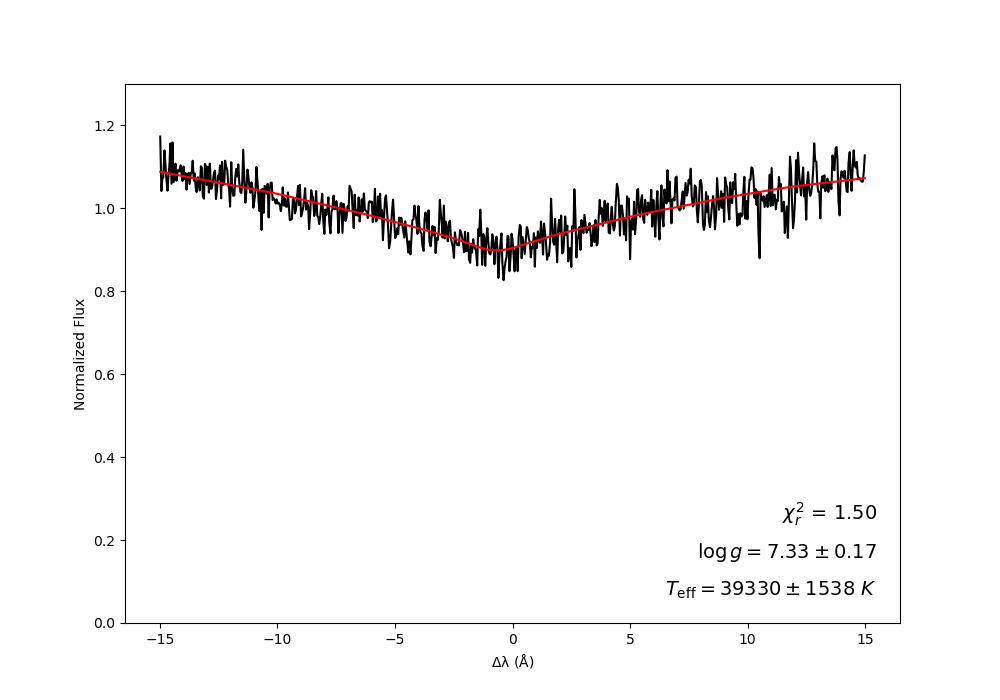 1.2
1.0
0.8
0.6
0.4
0.2
0.0
Normalized Flux
χ²ᵣ = 1.50
log g = 7.33 ± 0.17
T_eff = 39330 ± 1538 K
−15 −10 −5 0 5 10 15
Δλ (Å)